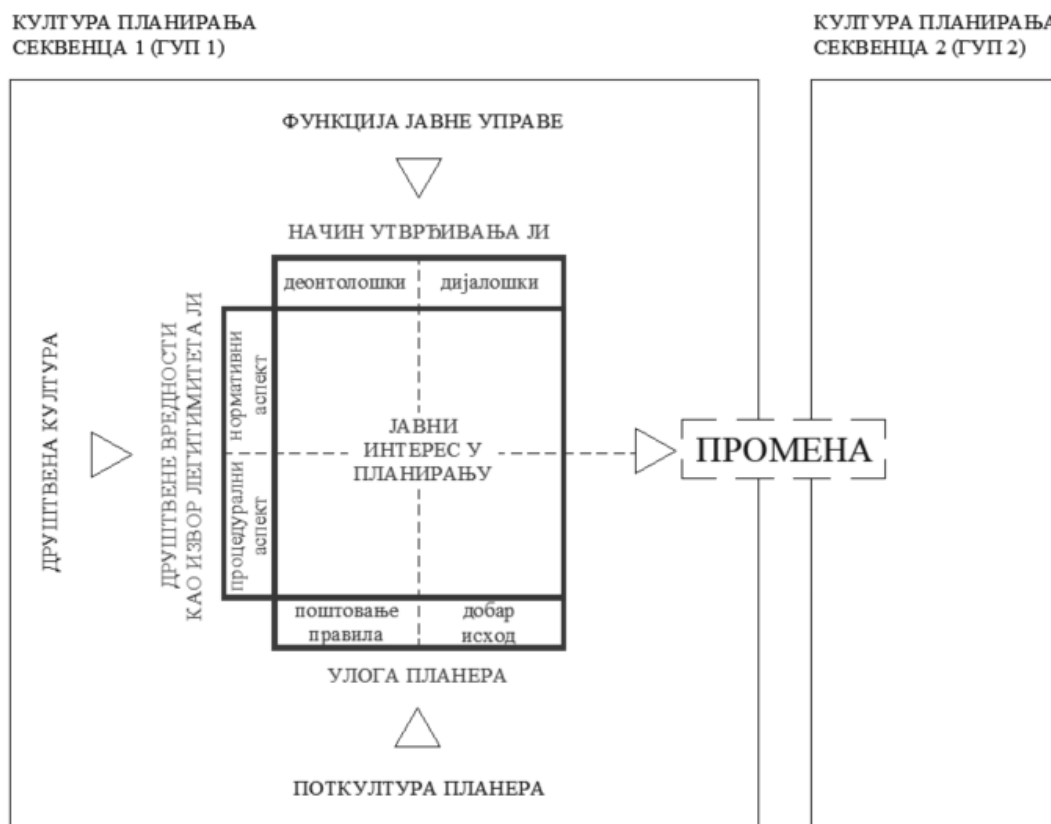 КУЛТУРА ПЛАНИРАЊА
СЕКВЕНЦА 1 (ГУП 1)
КУЛТУРА ПЛАНИРАЊА
СЕКВЕНЦА 2 (ГУП 2)
ФУНКЦИЈА ЈАВНЕ УПРАВЕ
НАЧИН УТВРЂИВАЊА ЈИ
деонтолошки
дијалошки
ДРУШТВЕНА КУЛТУРА
ДРУШТВЕНЕ ВРЕДНОСТИ
КАО ИЗВОР ЛЕГИТИМИТЕТА ЈИ
нормативни
аспект
процедурални
аспект
ЈАВНИ
ИНТЕРЕС У
ПЛАНИРАЊУ
ПРОМЕНА
поштовање
правила
добар
исход
УЛОГА ПЛАНЕРА
ПОТКУЛТУРА ПЛАНЕРА